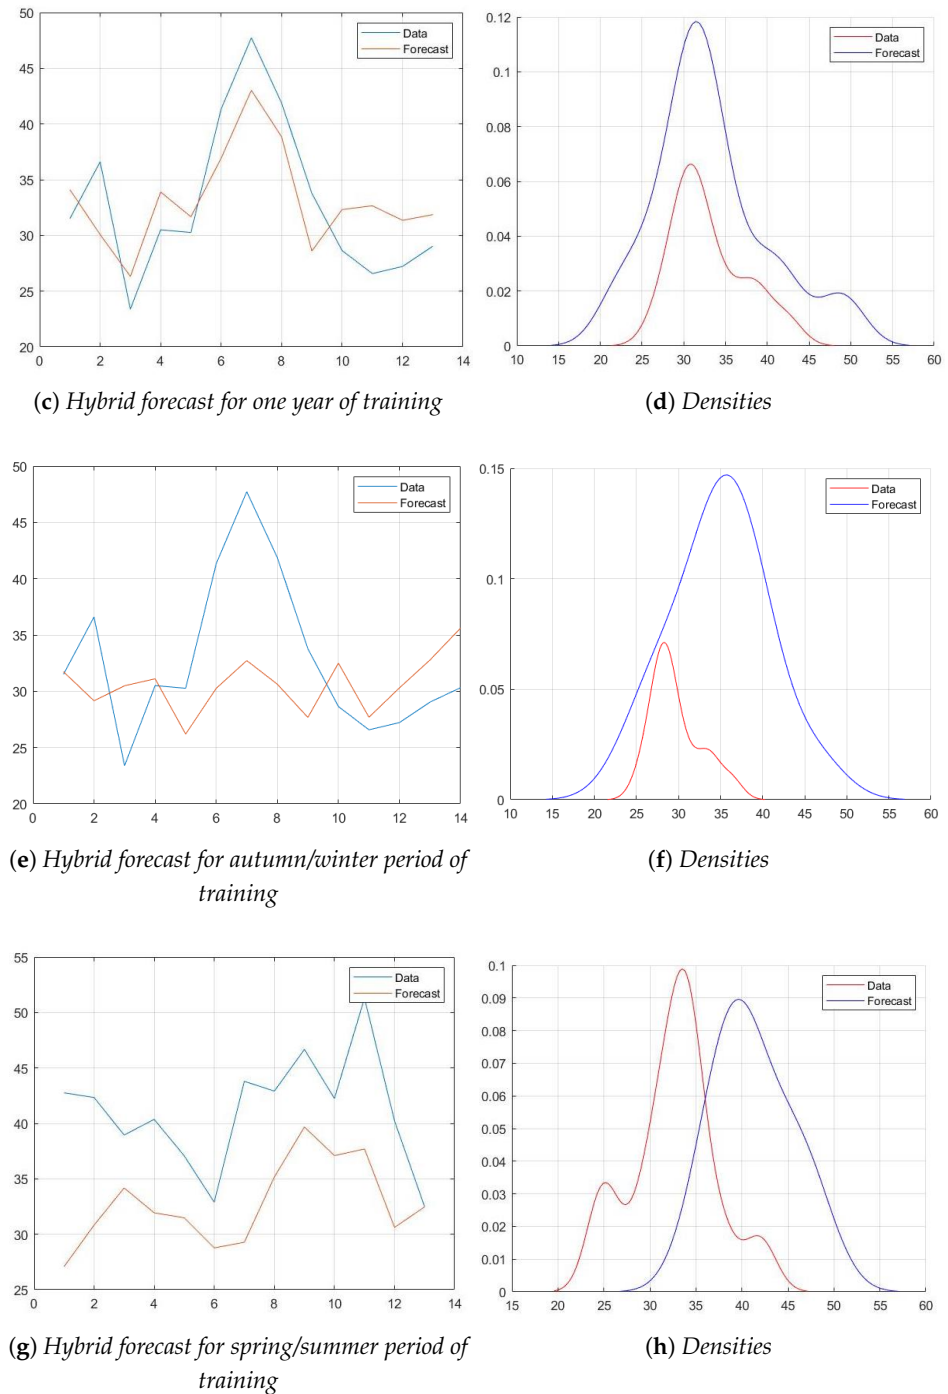 50
45
40
35
30
25
20
0 2 4 6 8 10 12 14
Data
Forecast
(c) Hybrid forecast for one year of training
0.12
0.1
0.08
0.06
0.04
0.02
0
10 15 20 25 30 35 40 45 50 55 60
Data
Forecast
(d) Densities
50
45
40
35
30
25
20
0 2 4 6 8 10 12 14
Data
Forecast
(e) Hybrid forecast for autumn/winter period of
training
0.15
0.1
0.05
0
10 15 20 25 30 35 40 45 50 55 60
Data
Forecast
(f) Densities
55
50
45
40
35
30
25
0 2 4 6 8 10 12 14
Data
Forecast
(g) Hybrid forecast for spring/summer period of
training
0.1
0.09
0.08
0.07
0.06
0.05
0.04
0.03
0.02
0.01
0
15 20 25 30 35 40 45 50 55 60
Data
Forecast
(h) Densities